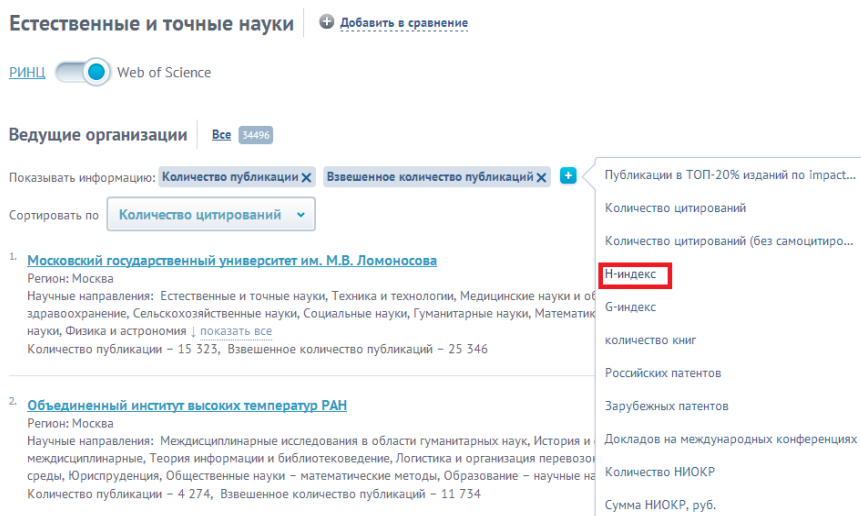 Естественные и точные науки
Добавить в сравнение
РИНЦ Web of Science
Ведущие организации Все 34496
Показывать информацию: Количество публикации Взвешенное количество публикаций
Сортировать по Количество цитирований
1. Московский государственный университет им. М.В. Ломоносова
Регион: Москва
Научные направления: Естественные и точные науки, Техника и технологии, Медицинские науки и об
здравоохранение, Сельскохозяйственные науки, Социальные науки, Гуманитарные науки, Математик
науки, Физика и астрономия ↓ показать все
Количество публикации – 15 323, Взвешенное количество публикаций – 25 346
2. Объединенный институт высоких температур РАН
Регион: Москва
Научные направления: Междисциплинарные исследования в области гуманитарных наук, История и
междисциплинарные, Теория информации и библиотековедение, Логистика и организация перевозо
среды, Юриспруденция, Общественные науки – математические методы, Образование – научные на
Количество публикации – 4 274, Взвешенное количество публикаций – 11 734
Публикации в ТОП-20% изданий по impact...
Количество цитирований
Количество цитирований (без самоцитиро...
H-индекс
G-индекс
количество книг
Российских патентов
Зарубежных патентов
Докладов на международных конференциях
Количество НИОКР
Сумма НИОКР, руб.